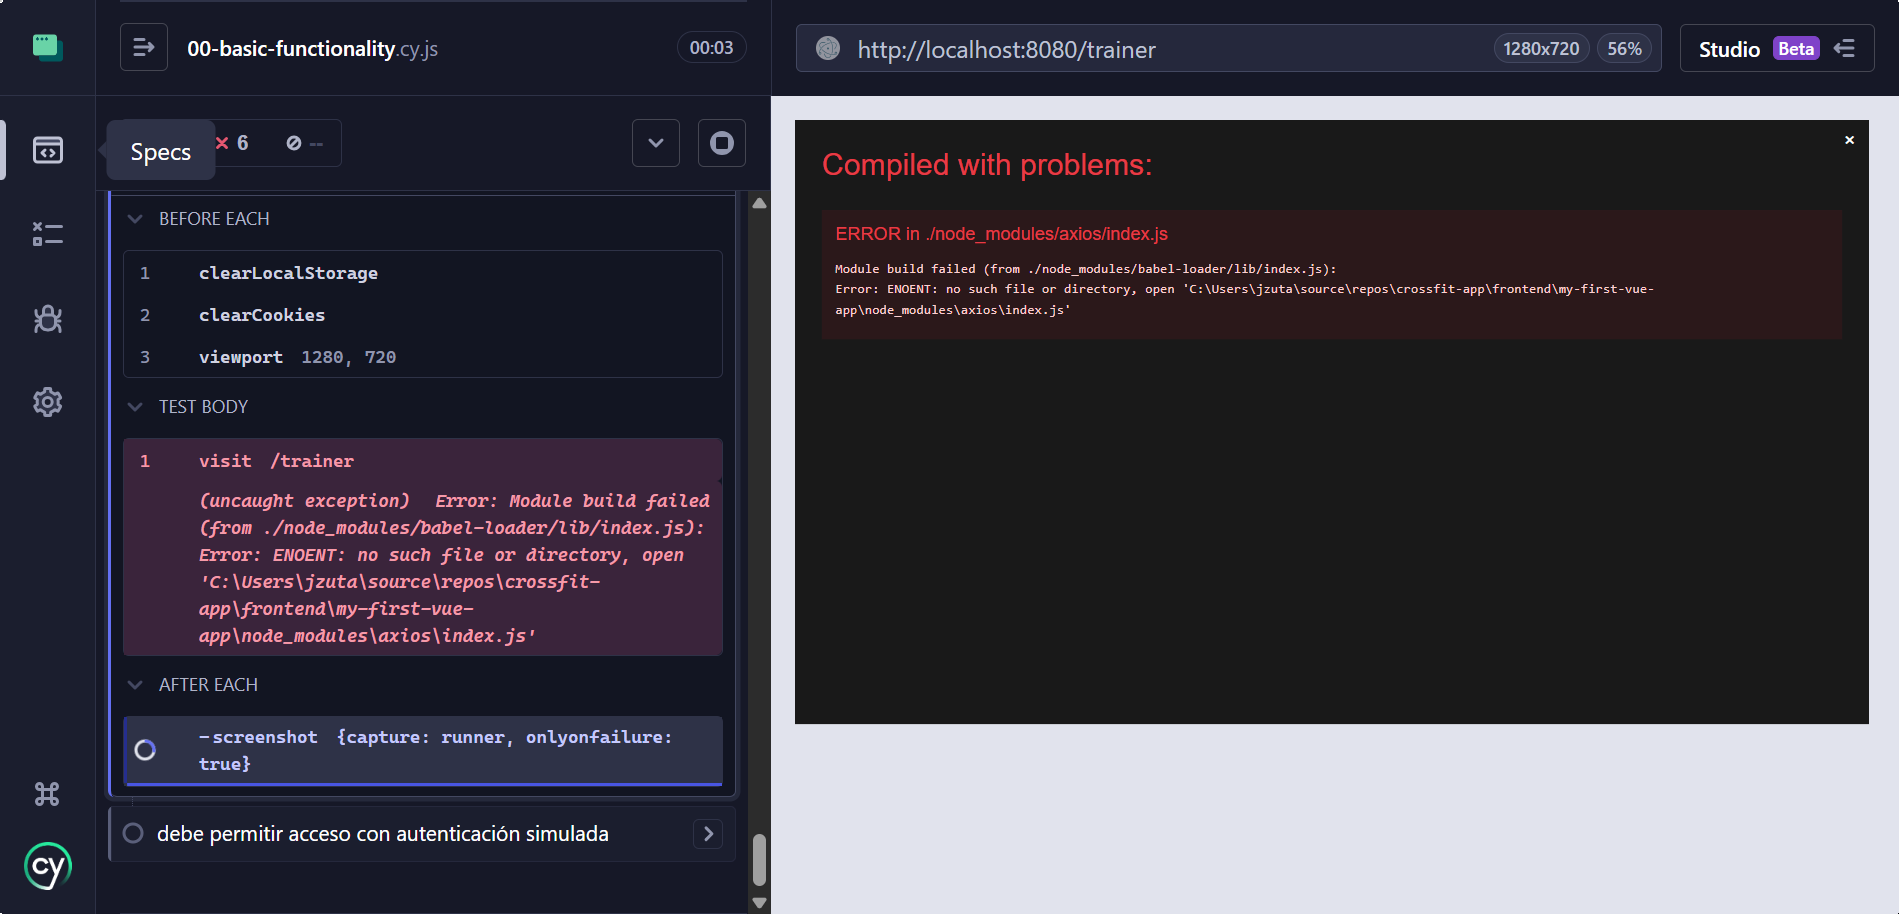 00-basic-functionality.cy.js
00:03
http://localhost:8080/trainer
1280x720
56%
Studio
Beta
Specs
6
--
BEFORE EACH
1 clearLocalStorage
2 clearCookies
3 viewport 1280, 720
TEST BODY
1 visit /trainer
(uncaught exception) Error: Module build failed
(from ./node_modules/babel-loader/lib/index.js):
Error: ENOENT: no such file or directory, open
'C:\Users\jzuta\source\repos\crossfit-
app\frontend\my-first-vue-
app\node_modules\axios\index.js'
AFTER EACH
-screenshot {capture: runner, onlyonfailure:
true}
debe permitir acceso con autenticación simulada
cy
Compiled with problems:
ERROR in ./node_modules/axios/index.js
Module build failed (from ./node_modules/babel-loader/lib/index.js):
Error: ENOENT: no such file or directory, open 'C:\Users\jzuta\source\repos\crossfit-app\frontend\my-first-vue-
app\node_modules\axios\index.js'